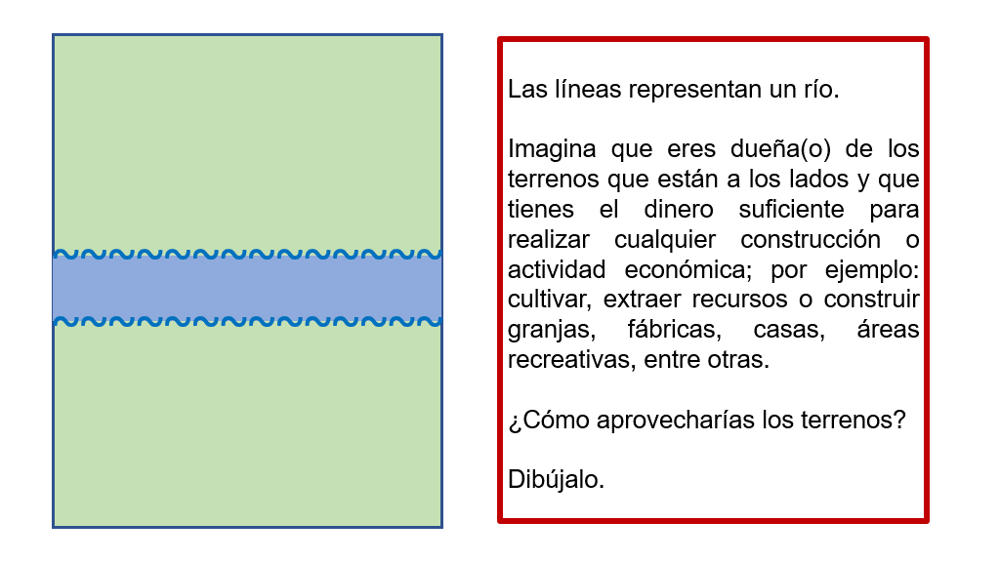 Las líneas representan un río.
Imagina que eres dueña(o) de los
terrenos que están a los lados y que
tienes el dinero suficiente para
realizar cualquier construcción o
actividad económica; por ejemplo:
cultivar, extraer recursos o construir
granjas, fábricas, casas, áreas
recreativas, entre otras.
¿Cómo aprovecharías los terrenos?
Dibújalo.